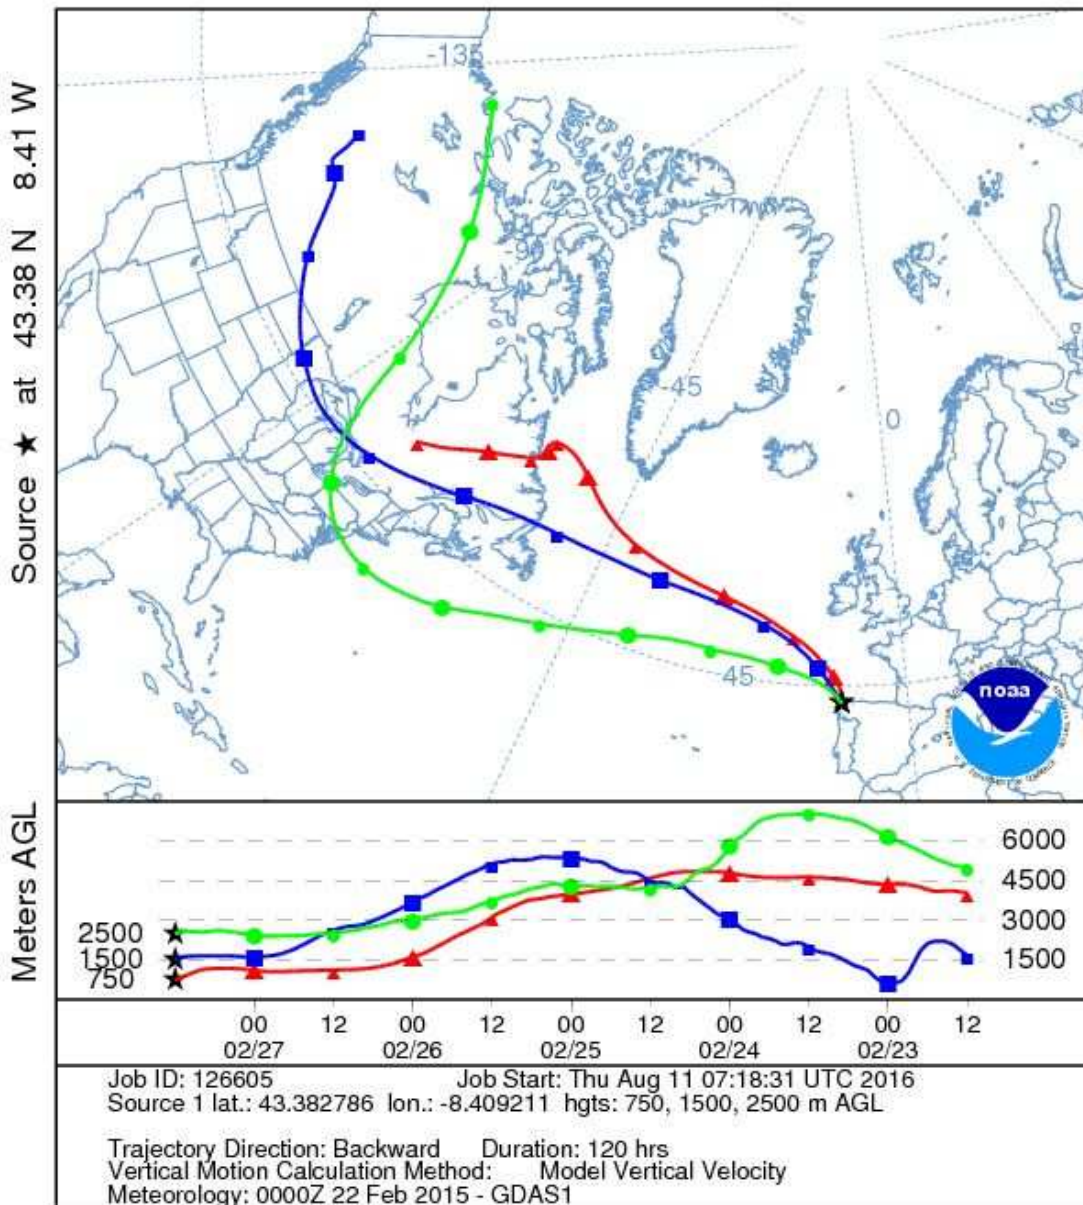 Source ★ at 43.38 N 8.41 W
-135
-45
0
45
noaa
Meters AGL
6000
4500
3000
2500
1500
1500
750
00 12 00 12 00 12 00 12 00 12
02/27 02/26 02/25 02/24 02/23
Job ID: 126605 Job Start: Thu Aug 11 07:18:31 UTC 2016
Source 1 lat.: 43.382786 lon.: -8.409211 hgts: 750, 1500, 2500 m AGL
Trajectory Direction: Backward Duration: 120 hrs
Vertical Motion Calculation Method: Model Vertical Velocity
Meteorology: 0000Z 22 Feb 2015 - GDAS1